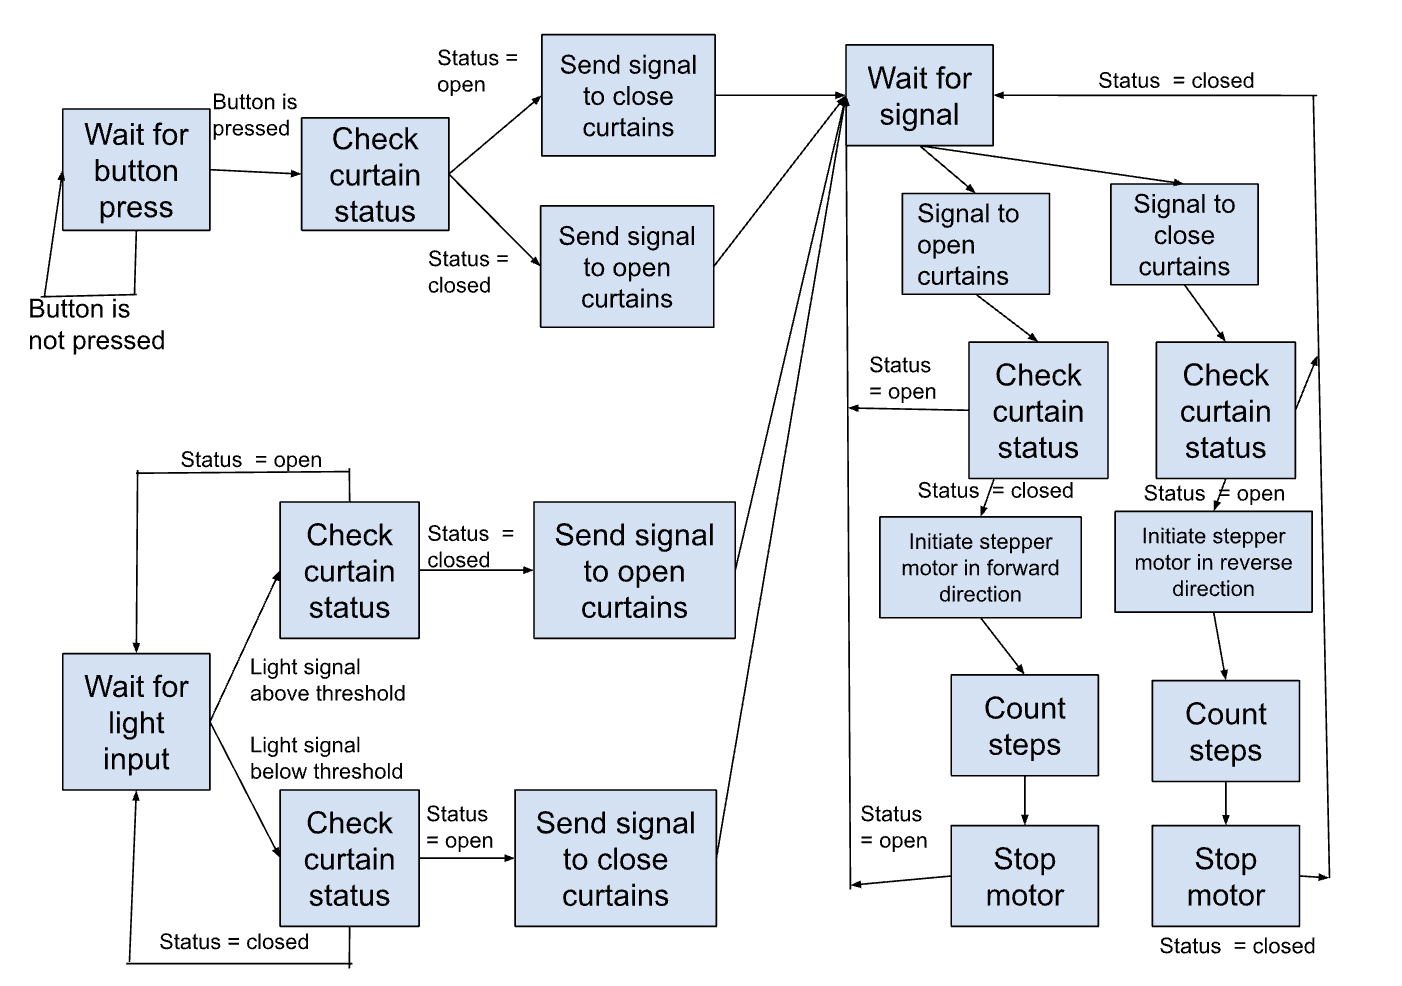 Status =
open
Send signal
to close
curtains
Wait for
signal
Status  = closed
Button is
pressed
Wait for
button
press
Check
curtain
status
Status =
closed
Send signal
to open
curtains
Button is
not pressed
Signal to
open
curtains
Signal to
close
curtains
Status
= open
Check
curtain
status
Check
curtain
status
Status  = closed
Status  = open
Initiate stepper
motor in forward
direction
Initiate stepper
motor in reverse
direction
Count
steps
Count
steps
Status
= open
Stop
motor
Stop
motor
Status  = closed
Status  = open
Check
curtain
status
Status  =
closed
Send signal
to open
curtains
Wait for
light
input
Light signal
above threshold
Light signal
below threshold
Check
curtain
status
Status
= open
Send signal
to close
curtains
Status = closed